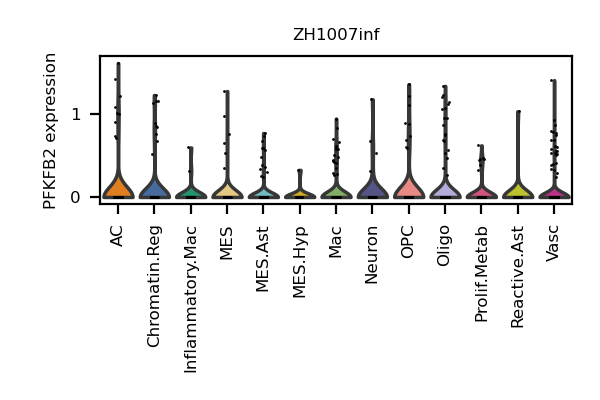 ZH1007inf
PFKFB2 expression
1
0
AC
Chromatin.Reg
Inflammatory.Mac
MES
MES.Ast
MES.Hyp
Mac
Neuron
OPC
Oligo
Prolif.Metab
Reactive.Ast
Vasc